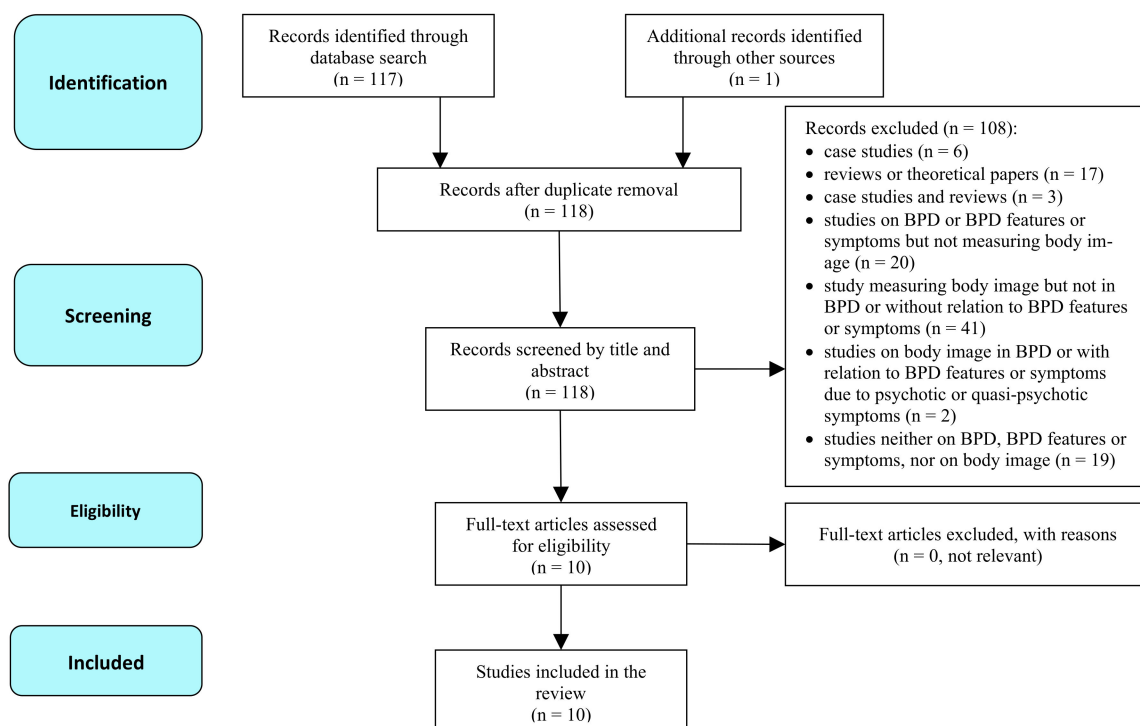 Identification
Records identified through
database search
(n = 117)
Additional records identified
through other sources
(n = 1)
Records excluded (n = 108):
• case studies (n = 6)
• reviews or theoretical papers (n = 17)
• case studies and reviews (n = 3)
• studies on BPD or BPD features or
symptoms but not measuring body im-
age (n = 20)
• study measuring body image but not in
BPD or without relation to BPD features
or symptoms (n = 41)
• studies on body image in BPD or with
relation to BPD features or symptoms
due to psychotic or quasi-psychotic
symptoms (n = 2)
• studies neither on BPD, BPD features or
symptoms, nor on body image (n = 19)
Records after duplicate removal
(n = 118)
Screening
Records screened by title and
abstract
(n = 118)
Eligibility
Full-text articles assessed
for eligibility
(n = 10)
Full-text articles excluded, with reasons
(n = 0, not relevant)
Included
Studies included in the
review
(n = 10)